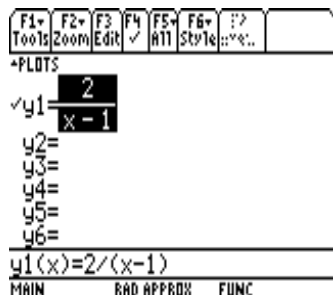 F1▾ F2▾ F3 F4 F5▾ F6▾
Tools Zoom Edit ✓ All Style
▴PLOTS
✓y1=2/(x - 1)
y2=
y3=
y4=
y5=
y6=
y1(x)=2/(x-1)
MAIN RAD APPROX FUNC